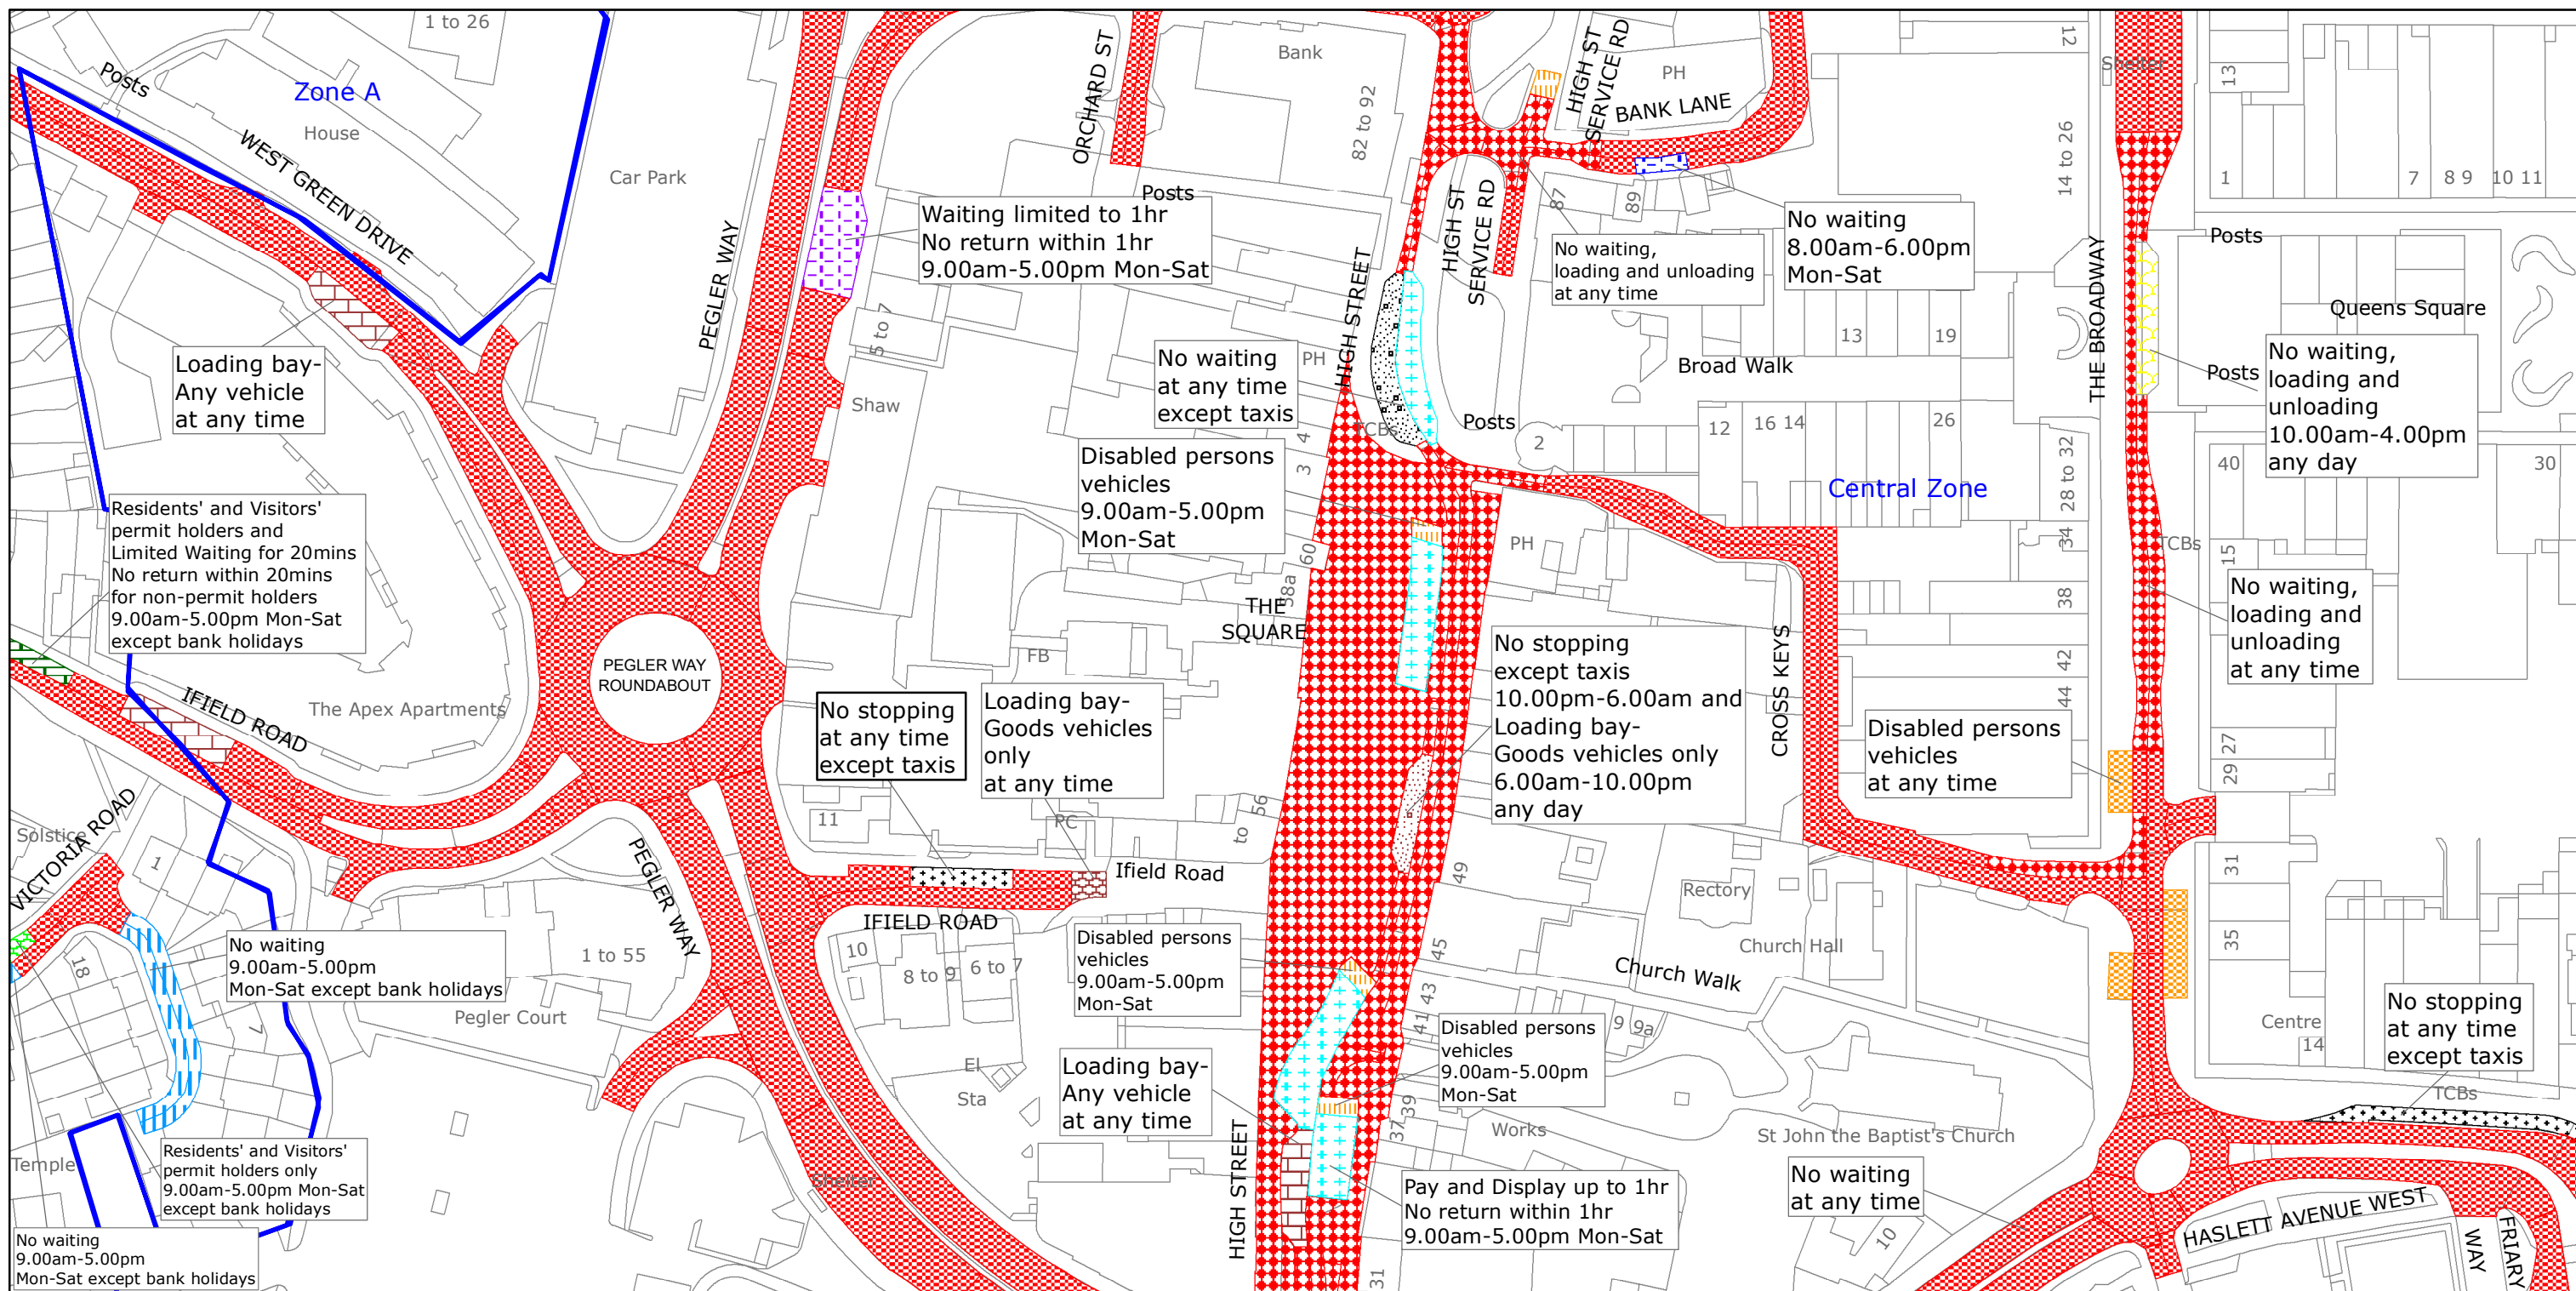 1 to 26
Posts
Zone A
House
WEST GREEN DRIVE
Car Park
PEGLER WAY
ORCHARD ST
Bank
82 to 92
Posts
HIGH ST
SERVICE RD
PH
BANK LANE
12
Shelter
13
14 to 26
1
7
8 9
10 11
Waiting limited to 1hr
No return within 1hr
9.00am-5.00pm Mon-Sat
HIGH ST
SERVICE RD
87
89
No waiting,
loading and unloading
at any time
No waiting
8.00am-6.00pm
Mon-Sat
THE BROADWAY
Posts
Queens Square
5 to 7
Loading bay-
Any vehicle
at any time
Shaw
No waiting
at any time
except taxis
PH
HIGH STREET
TCBs
Posts
2
Broad Walk
13
19
12
16 14
26
Central Zone
28 to 32
Posts
No waiting,
loading and
unloading
10.00am-4.00pm
any day
40
30
4
3
Disabled persons
vehicles
9.00am-5.00pm
Mon-Sat
Residents' and Visitors'
permit holders and
Limited Waiting for 20mins
No return within 20mins
for non-permit holders
9.00am-5.00pm Mon-Sat
except bank holidays
60
58a
PH
34
TCBs
15
38
No waiting,
loading and
unloading
at any time
THE
SQUARE
FB
PEGLER WAY
ROUNDABOUT
IFIELD ROAD
The Apex Apartments
No stopping
at any time
except taxis
Loading bay-
Goods vehicles
only
at any time
No stopping
except taxis
10.00pm-6.00am and
Loading bay-
Goods vehicles only
6.00am-10.00pm
any day
CROSS KEYS
42
44
Disabled persons
vehicles
at any time
27
29
Solstice
VICTORIA ROAD
1
PEGLER WAY
11
PC
to 56
Ifield Road
IFIELD ROAD
49
Rectory
31
35
18
No waiting
9.00am-5.00pm
Mon-Sat except bank holidays
7
1 to 55
Pegler Court
10
8 to 9
6 to 7
Disabled persons
vehicles
9.00am-5.00pm
Mon-Sat
45
43
41
Church Hall
Church Walk
9 9a
Disabled persons
vehicles
9.00am-5.00pm
Mon-Sat
Centre
14
No stopping
at any time
except taxis
TCBs
El
Sta
Loading bay-
Any vehicle
at any time
39
37
Works
St John the Baptist's Church
Temple
Residents' and Visitors'
permit holders only
9.00am-5.00pm Mon-Sat
except bank holidays
Shelter
HIGH STREET
Pay and Display up to 1hr
No return within 1hr
9.00am-5.00pm Mon-Sat
No waiting
at any time
10
HASLETT AVENUE WEST
FRIARY
WAY
No waiting
9.00am-5.00pm
Mon-Sat except bank holidays
31